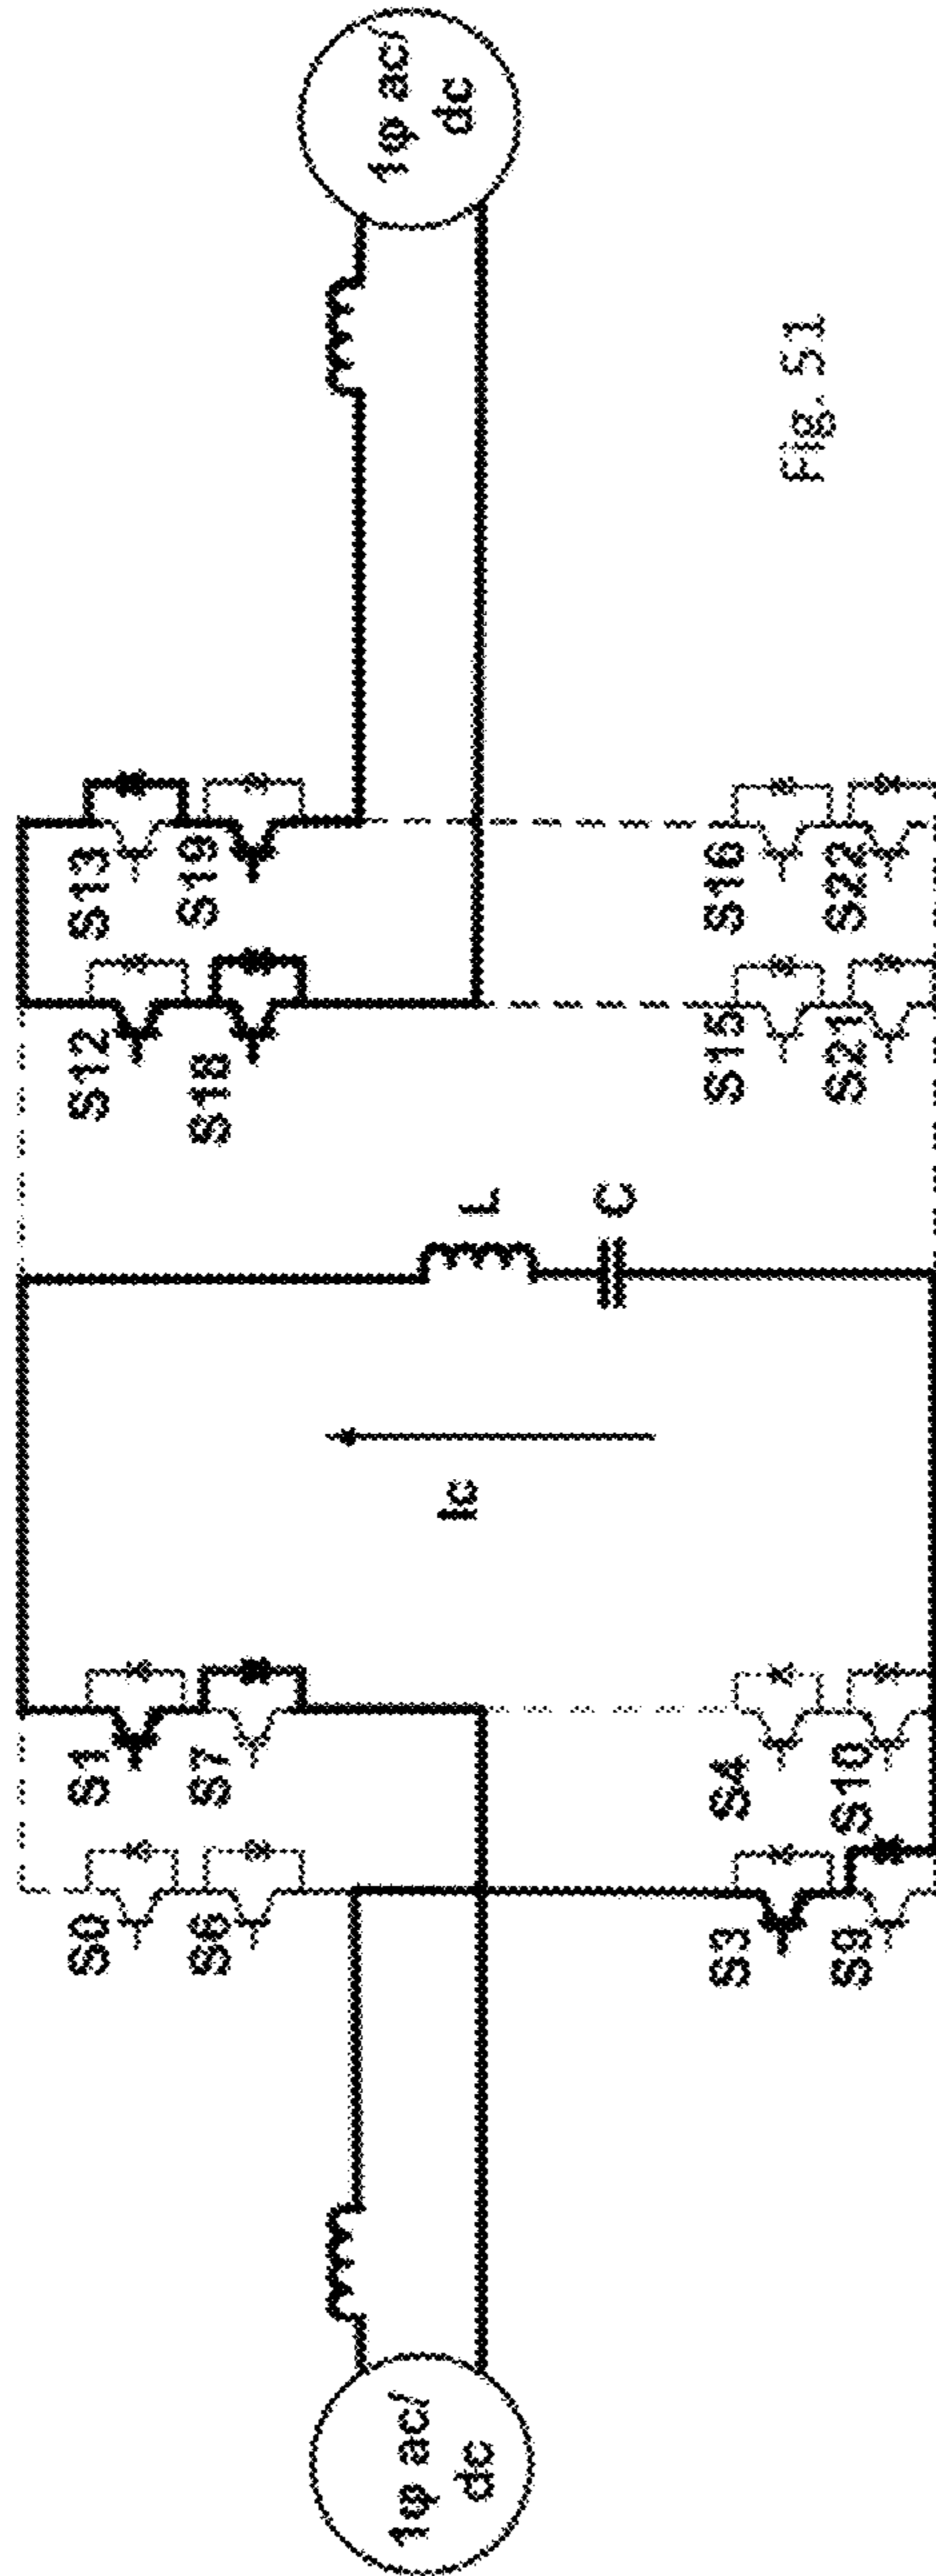 1φ ac/
dc
S0
S6
S3
S9
S1
S7
S4
S10
Ic
L
C
S12
S18
S15
S21
S13
S19
S16
S22
1φ ac/
dc
Fig. 51